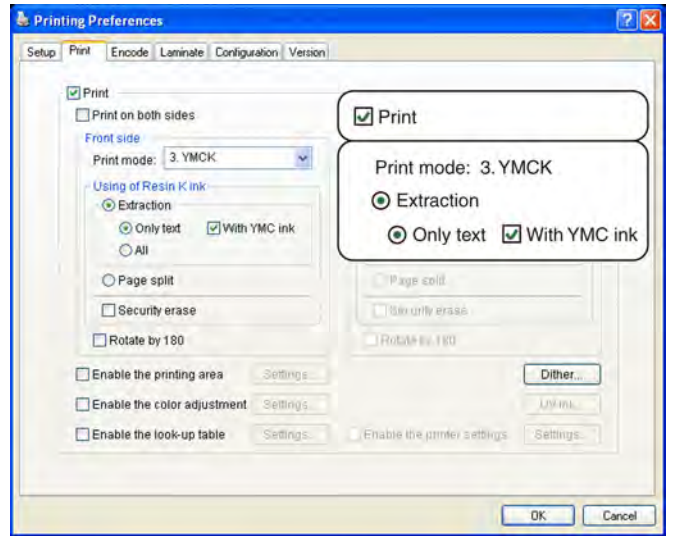 Printing Preferences
Setup Print Encode Laminate Configuration Version
Print
Print on both sides
Front side
Print mode: 3. YMCK
Using of Resin K ink
Extraction
Only text With YMC ink
All
Page split
Security erase
Rotate by 180
Print
Print mode: 3. YMCK
Extraction
Only text With YMC ink
Page split
Security erase
Rotate by 180
Enable the printing area Settings... Dither...
Enable the color adjustment Settings... UV ink...
Enable the look-up table Settings... Enable the printer settings Settings...
OK Cancel